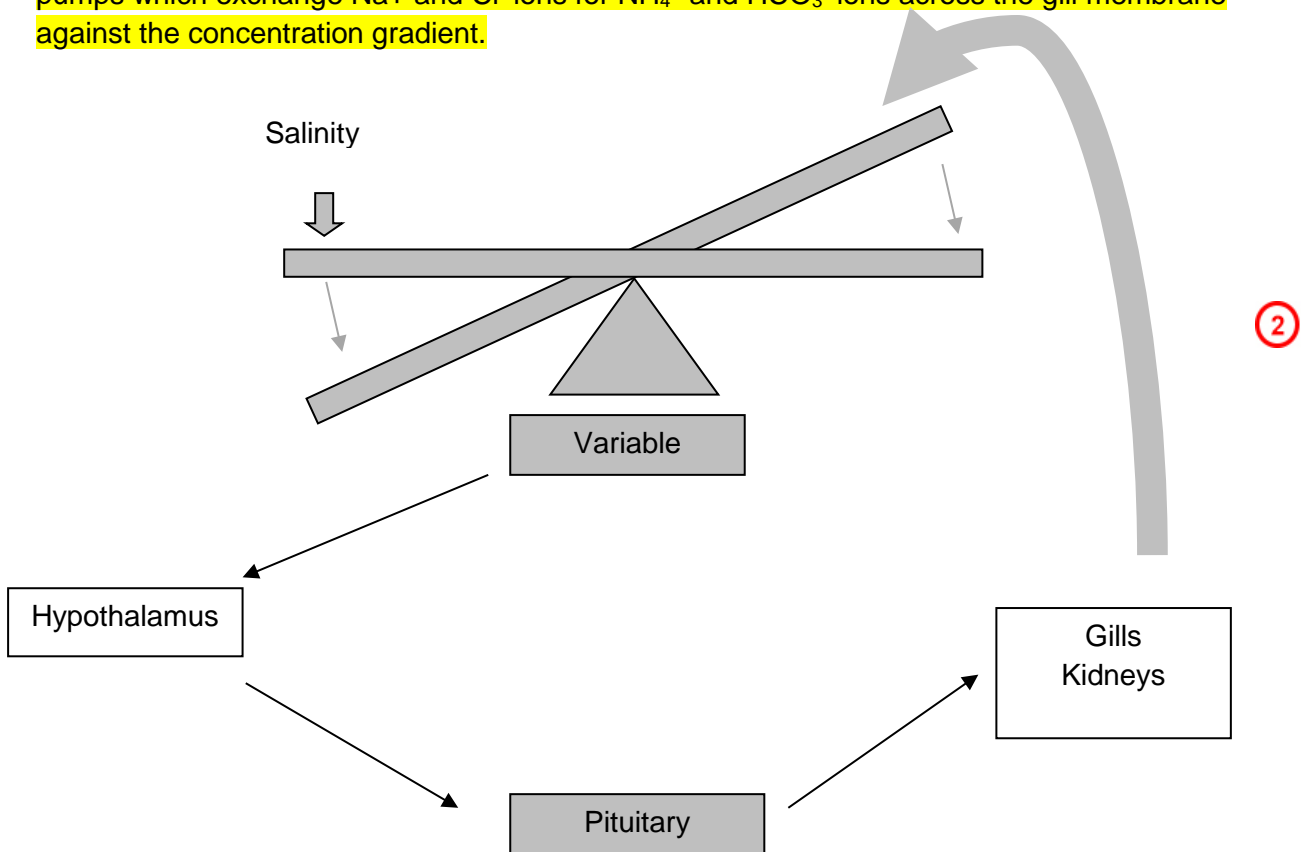 pumps which exchange Na+ and Cl- ions for NH₄⁺ and HCO₃⁻ ions across the gill membrane
against the concentration gradient.
Salinity
2
Variable
Hypothalamus
Gills
Kidneys
Pituitary